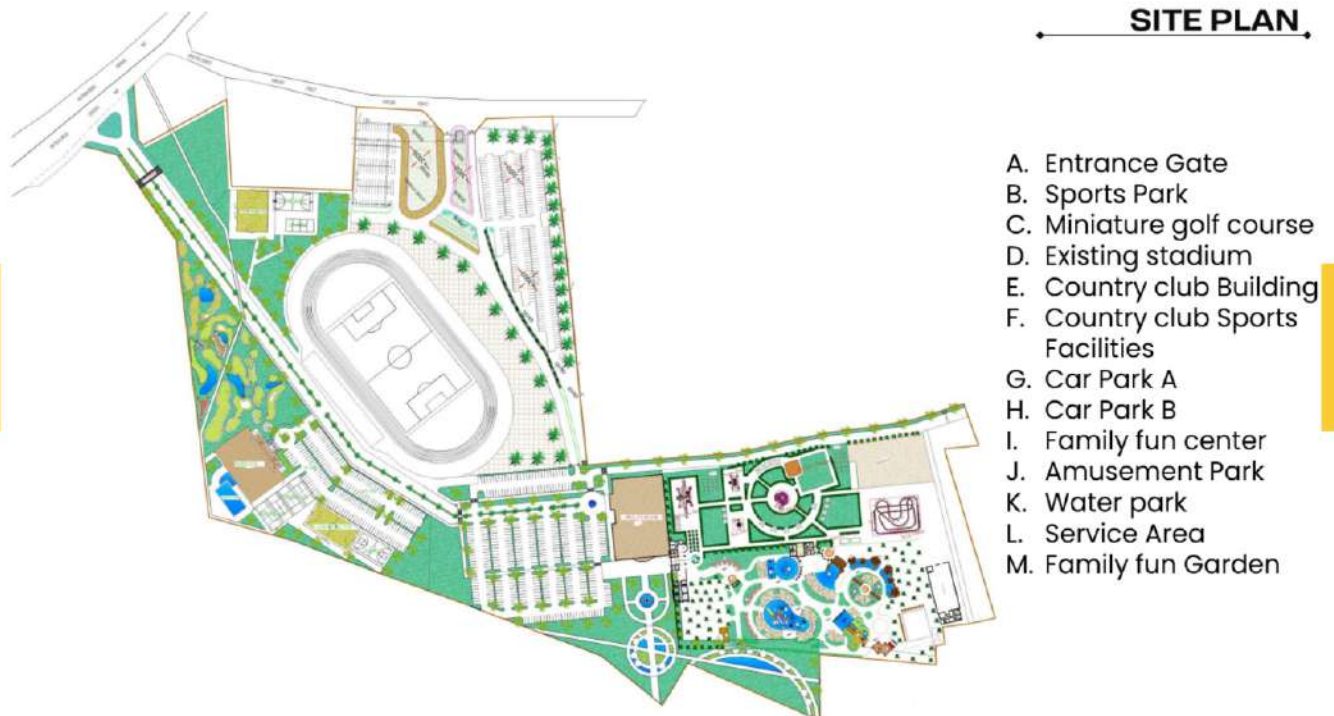 SITE PLAN
A. Entrance Gate
B. Sports Park
C. Miniature golf course
D. Existing stadium
E. Country club Building
F. Country club Sports
Facilities
G. Car Park A
H. Car Park B
I. Family fun center
J. Amusement Park
K. Water park
L. Service Area
M. Family fun Garden